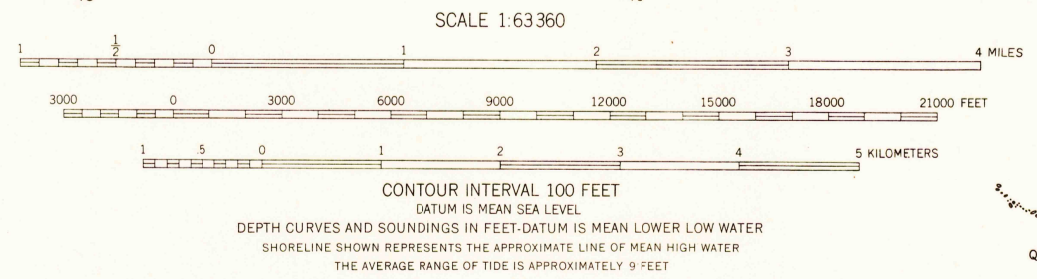 SCALE 1:63360
1 1/2 0 1 2 3 4 MILES
3000 0 3000 6000 9000 12000 15000 18000 21000 FEET
1 .5 0 1 2 3 4 5 KILOMETERS
CONTOUR INTERVAL 100 FEET
DATUM IS MEAN SEA LEVEL
DEPTH CURVES AND SOUNDINGS IN FEET-DATUM IS MEAN LOWER LOW WATER
SHORELINE SHOWN REPRESENTS THE APPROXIMATE LINE OF MEAN HIGH WATER
THE AVERAGE RANGE OF TIDE IS APPROXIMATELY 9 FEET